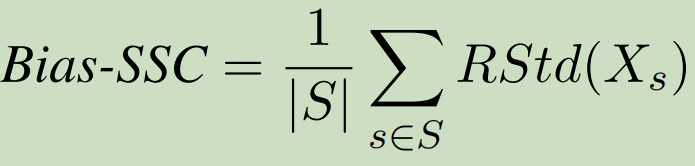 Bias-SSC = \frac{1}{|S|} \sum_{s \in S} RStd(X_s)